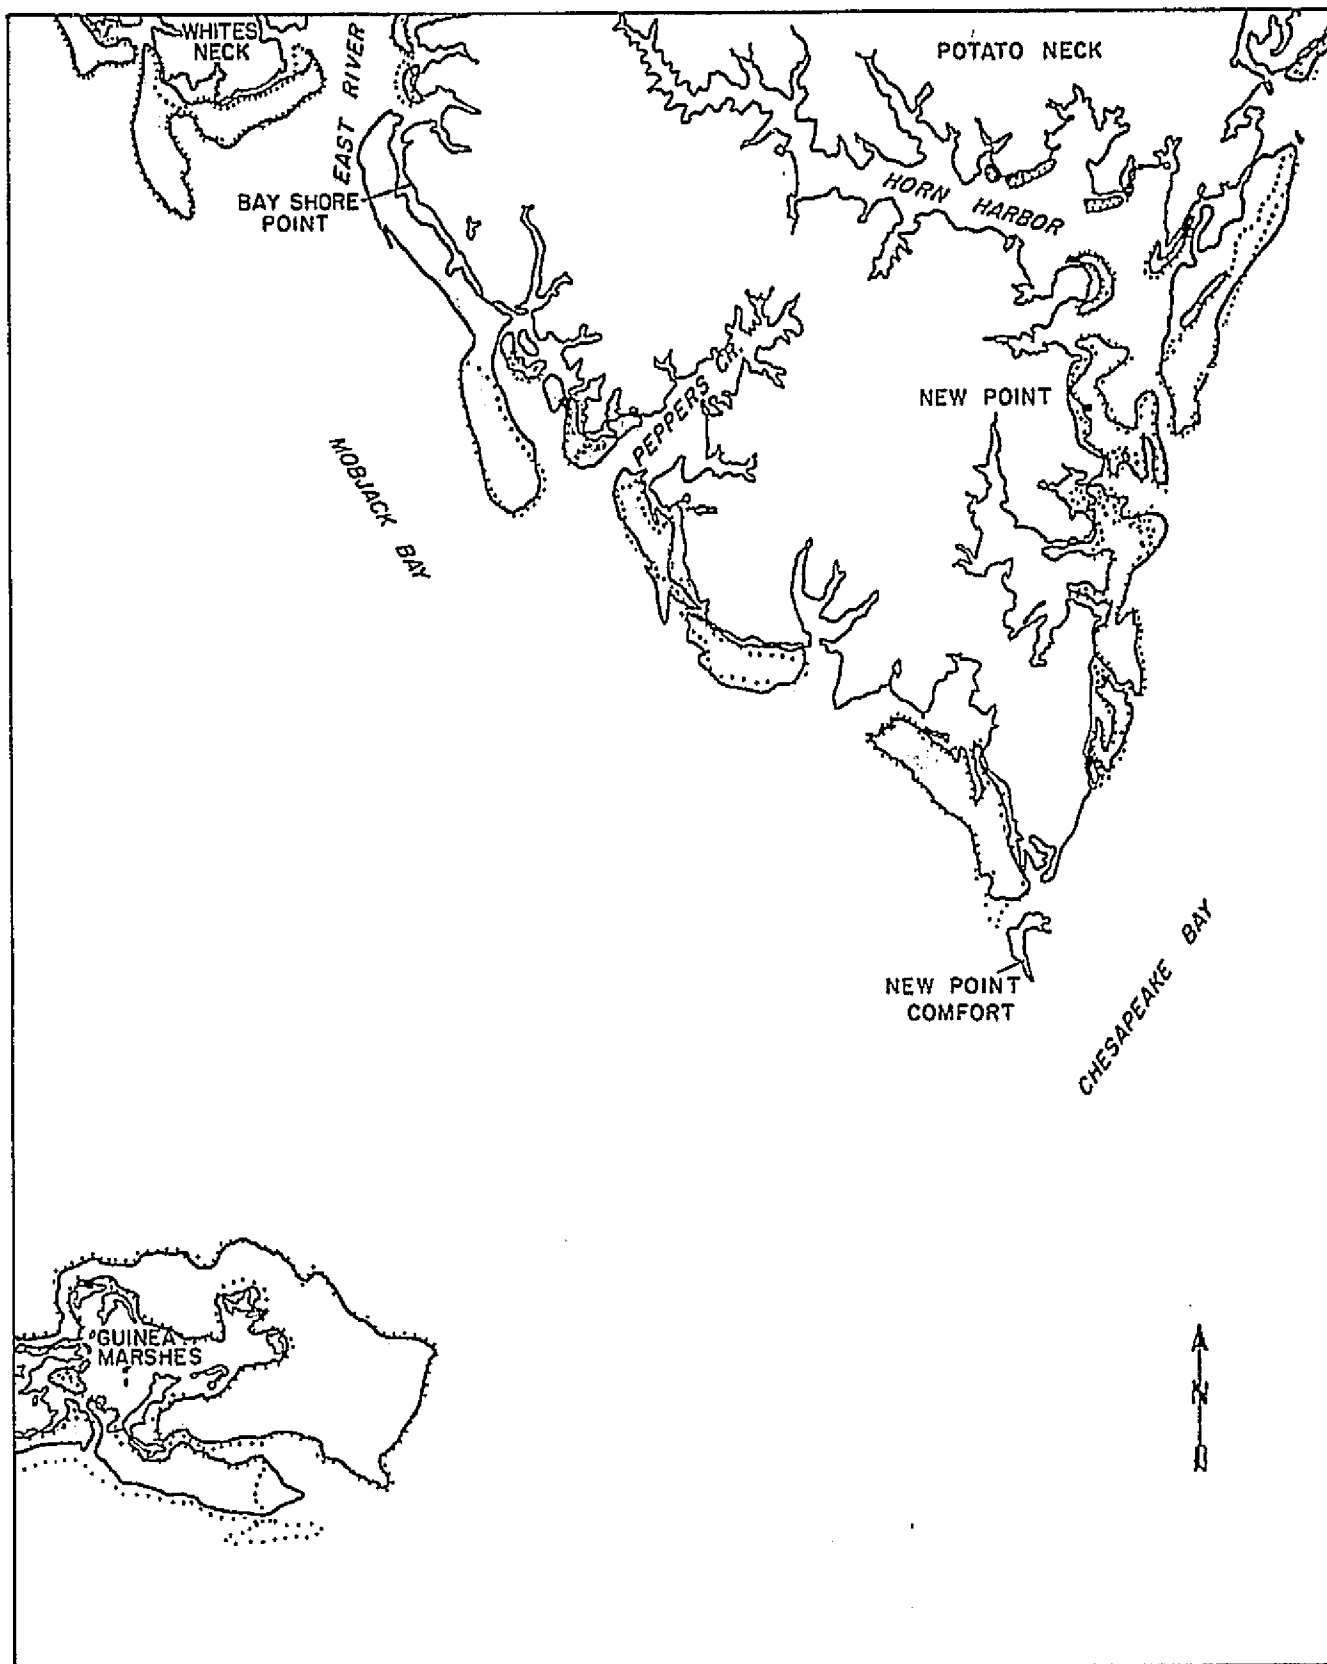 WHITES
NECK
EAST RIVER
POTATO NECK
BAY SHORE
POINT
HORN HARBOR
PEPPERS CR.
NEW POINT
MOBJACK BAY
NEW POINT
COMFORT
CHESAPEAKE BAY
GUINEA
MARSHES
N